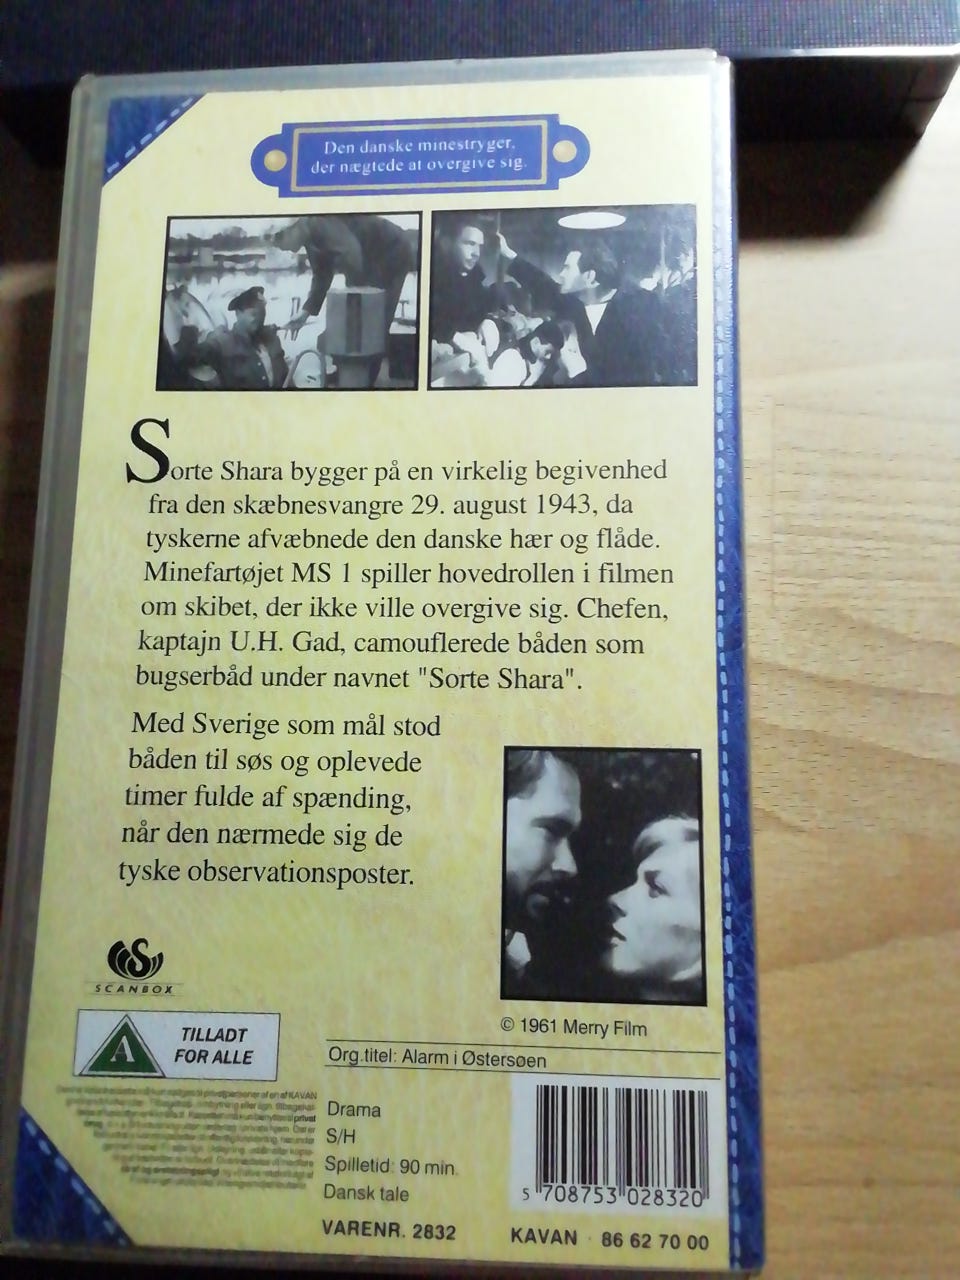 Den danske minestryger,
der nægtede at overgive sig.
Sorte Shara bygger på en virkelig begivenhed
fra den skæbnesvangre 29. august 1943, da
tyskerne afvæbnede den danske hær og flåde.
Minefartøjet MS 1 spiller hovedrollen i filmen
om skibet, der ikke ville overgive sig. Chefen,
kaptajn U.H. Gad, camouflerede båden som
bugserbåd under navnet "Sorte Shara".
Med Sverige som mål stod
båden til søs og oplevede
timer fulde af spænding,
når den nærmede sig de
tyske observationsposter.
SCANBOX
A
TILLADT
FOR ALLE
© 1961 Merry Film
Org.titel: Alarm i Østersøen
Drama
S/H
Spilletid: 90 min.
Dansk tale
VARENR. 2832
5 708753 028320
KAVAN · 86 62 70 00